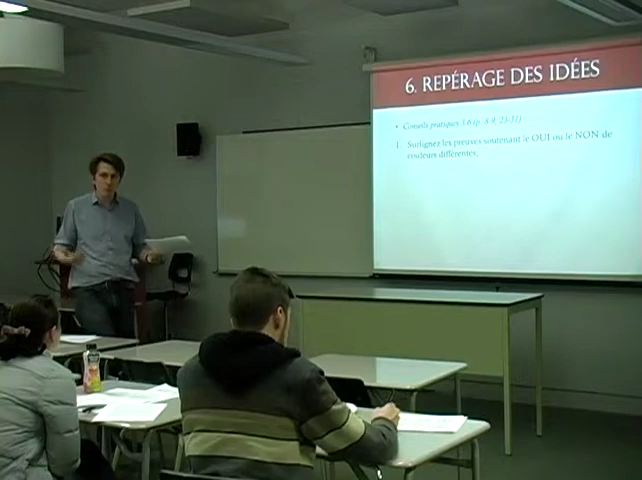 6. REPÉRAGE DES IDÉES
• Conseils pratiques 3.6 (p. 8-9, 23-31)
1. Surlignez les preuves soutenant le OUI ou le NON de
couleurs différentes.